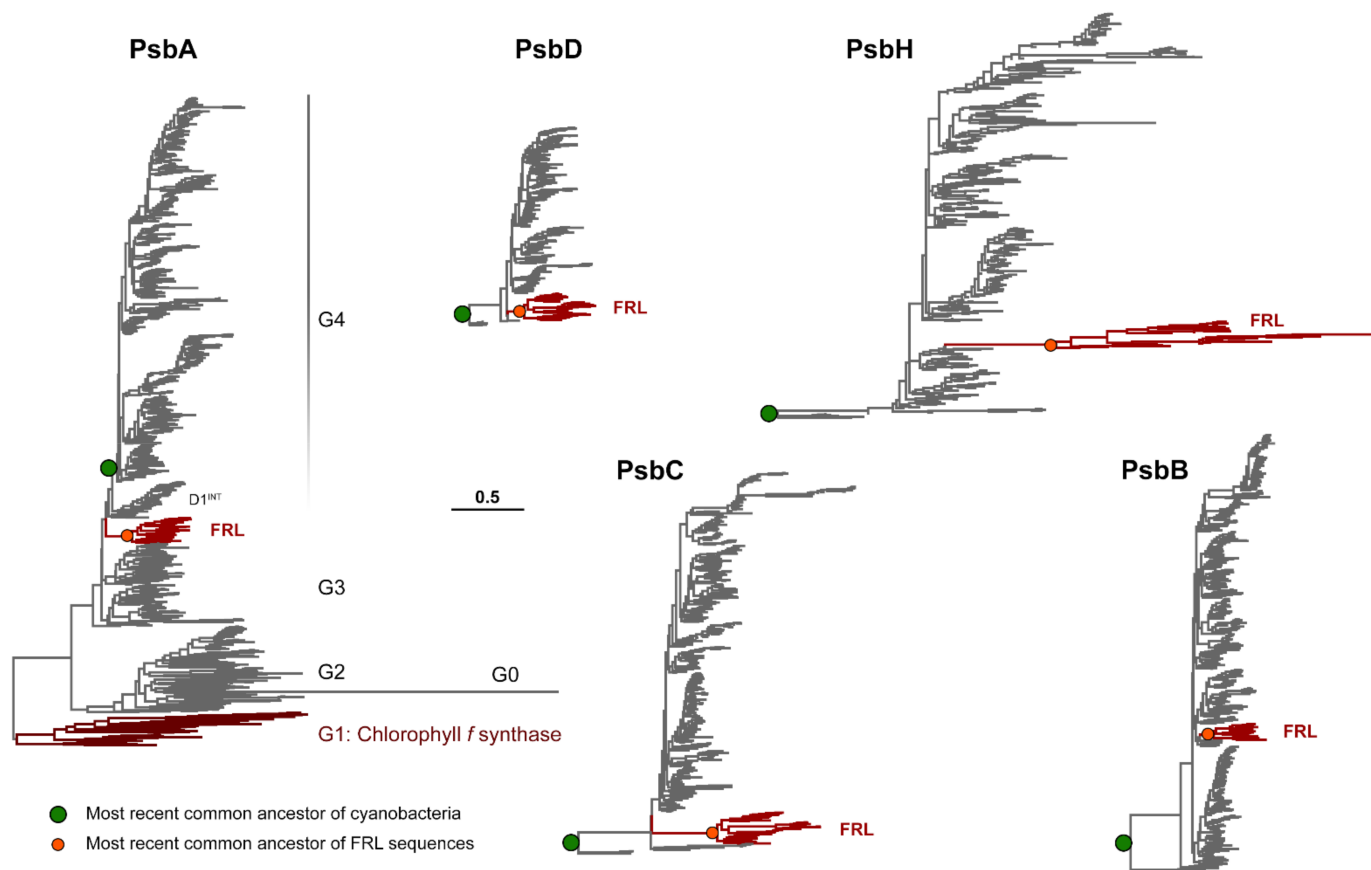 PsbA
PsbD
PsbH
G4
FRL
FRL
PsbC
PsbB
0.5
D1INT
FRL
G3
G2
G0
G1: Chlorophyll f synthase
FRL
FRL
Most recent common ancestor of cyanobacteria
Most recent common ancestor of FRL sequences